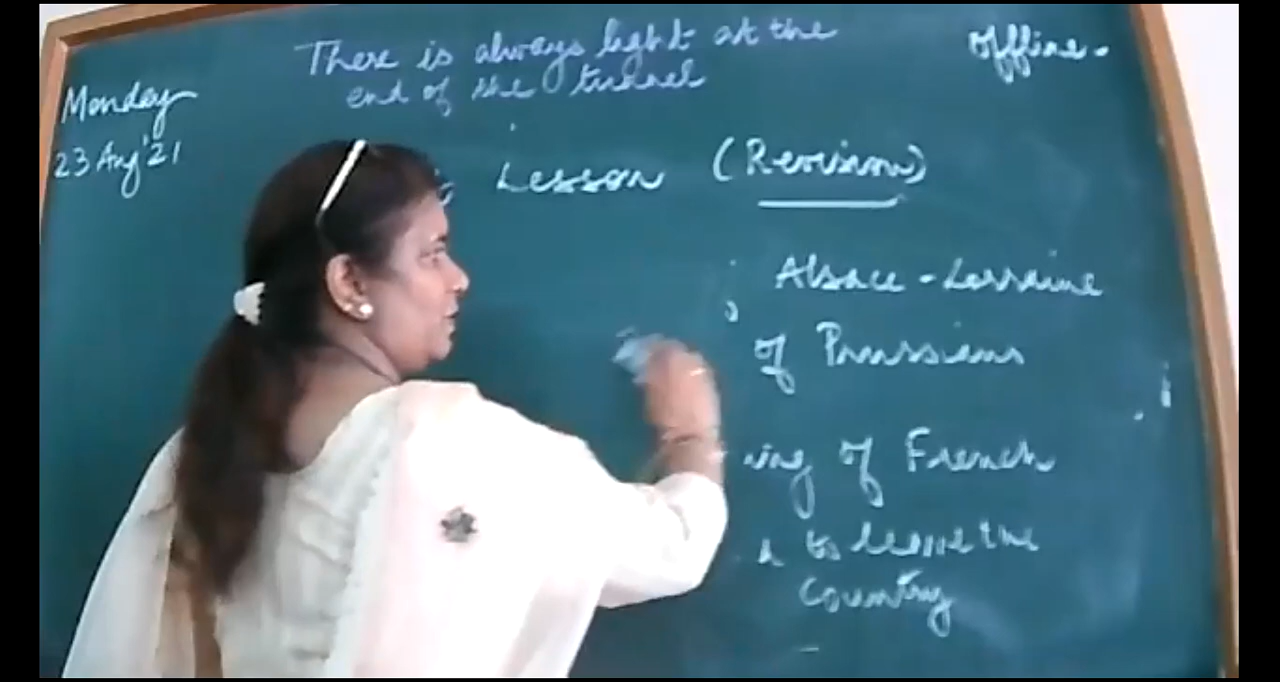 There is always light at the
end of the tunnel
offline.
Monday
23 Aug'21
Lesson (Revision)
Alsace - Lorraine
of Prussians
ing of French
to leave the
country